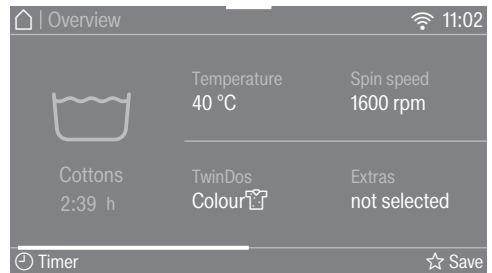 | Overview 11:02
Temperature Spin speed
40 °C 1600 rpm
Cottons TwinDos Extras
2:39 h Colour not selected
Timer Save